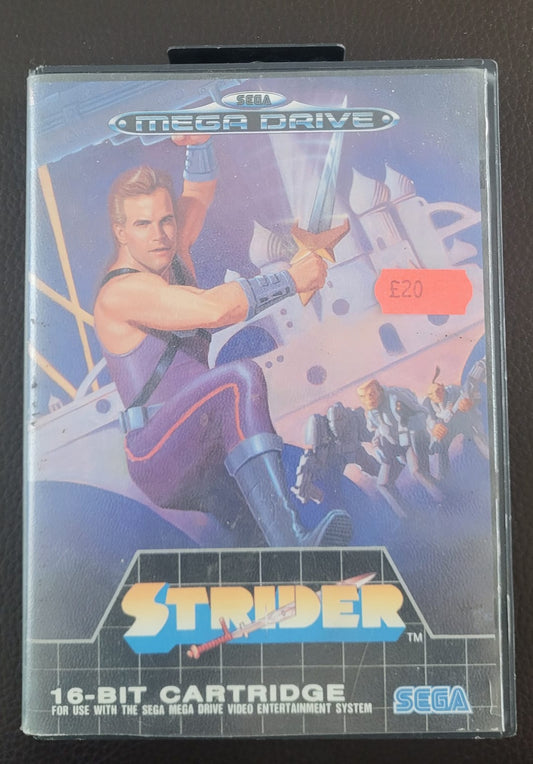 SEGA
MEGA DRIVE
£20
STRIDER
TM
16-BIT CARTRIDGE
FOR USE WITH THE SEGA MEGA DRIVE VIDEO ENTERTAINMENT SYSTEM
SEGA